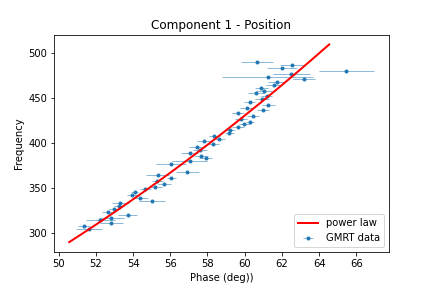 Component 1 - Position
Frequency
500
450
400
350
300
50 52 54 56 58 60 62 64 66
Phase (deg))
power law
GMRT data